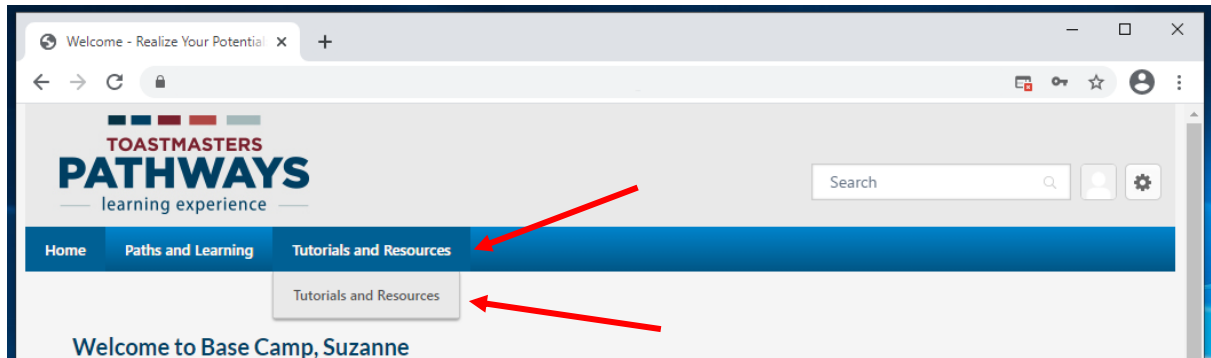 Welcome - Realize Your Potential
Search
TOASTMASTERS
PATHWAYS
learning experience
Home Paths and Learning Tutorials and Resources
Tutorials and Resources
Welcome to Base Camp, Suzanne